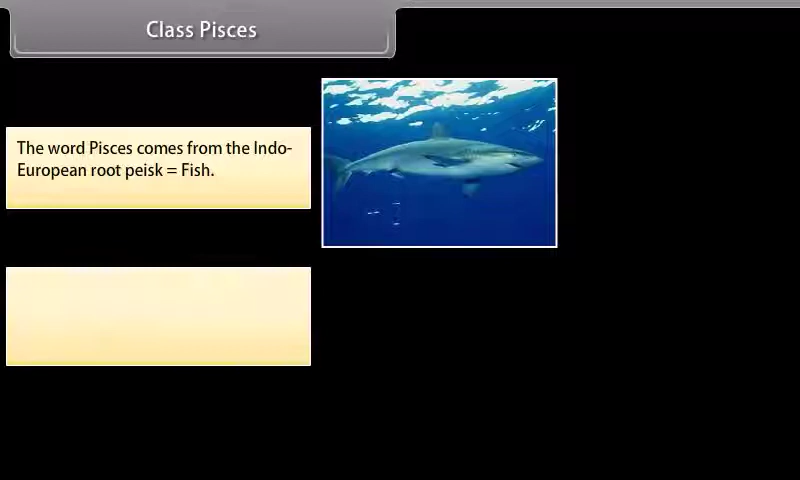 Class Pisces
The word Pisces comes from the Indo-
European root peisk = Fish.